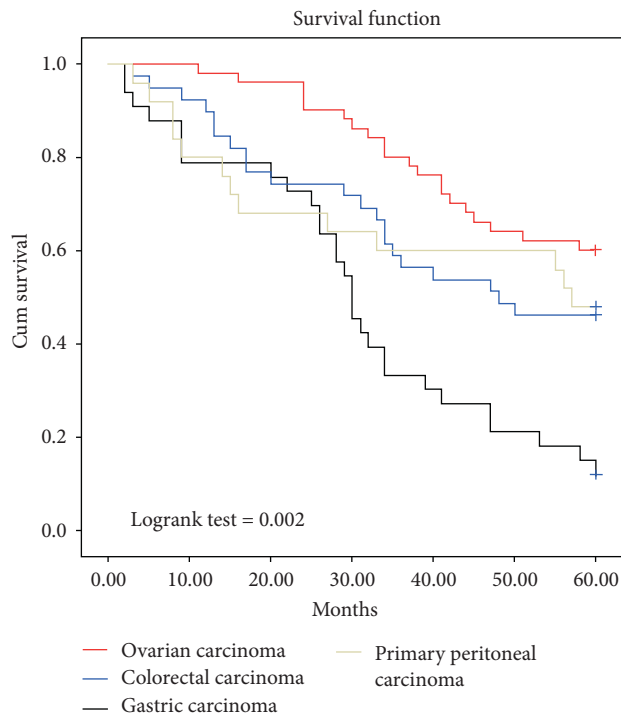 Survival function
Cum survival
1.0
0.8
0.6
0.4
0.2
0.0
Logrank test = 0.002
0.00 10.00 20.00 30.00 40.00 50.00 60.00
Months
Ovarian carcinoma
Colorectal carcinoma
Gastric carcinoma
Primary peritoneal
carcinoma